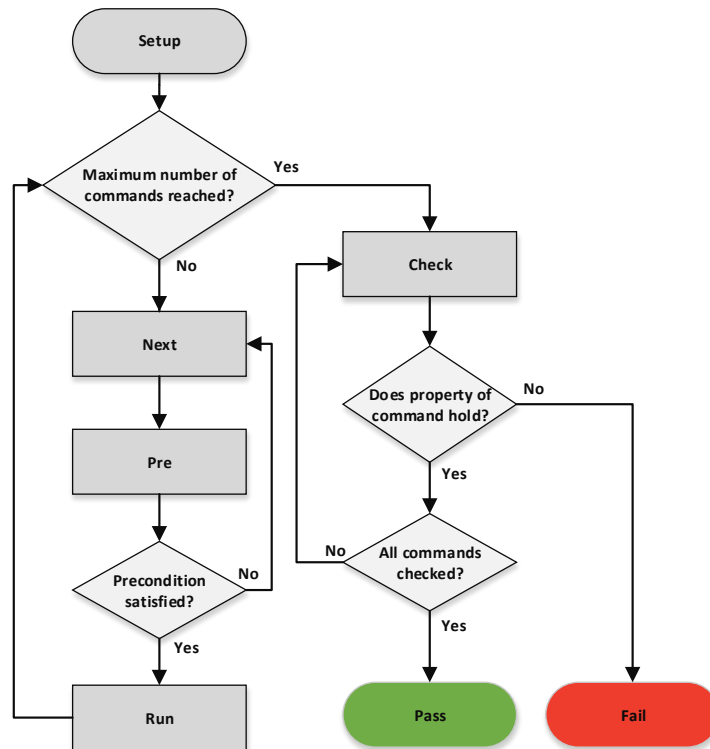 Setup
Maximum number of
commands reached?
Yes
No
Check
Next
Does property of
command hold?
No
Pre
Yes
Precondition
satisfied?
No
No
All commands
checked?
Yes
Yes
Run
Pass
Fail